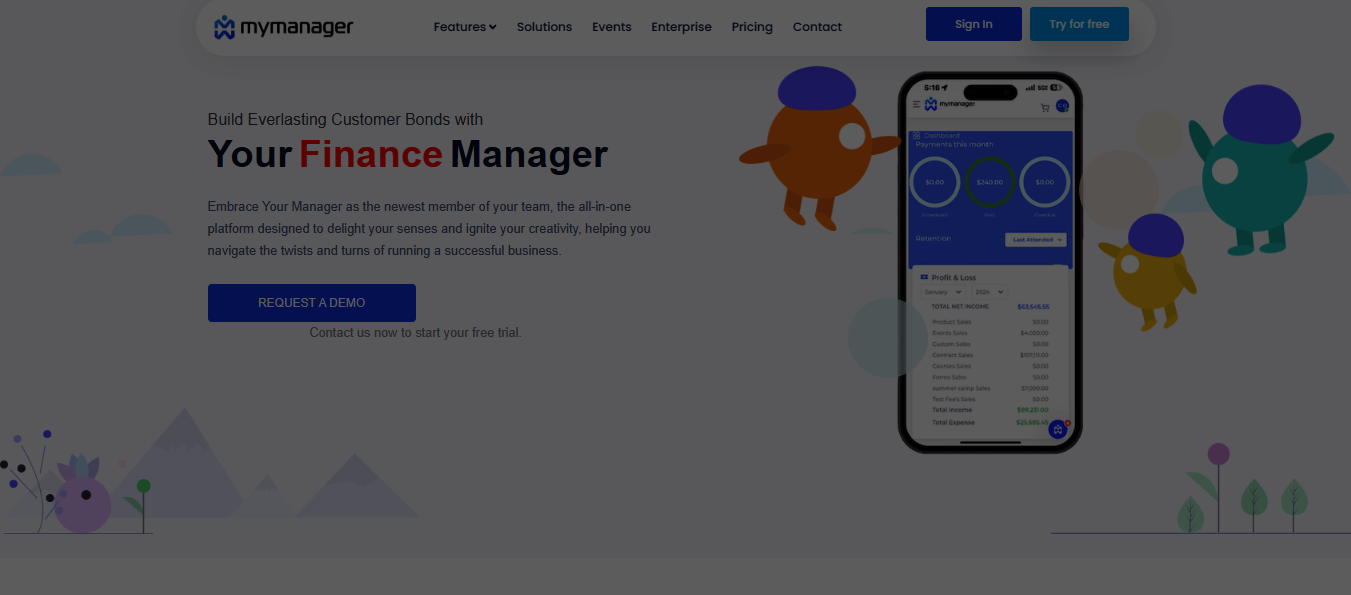 mymanager
Features Solutions Events Enterprise Pricing Contact
Sign In
Try for free
Build Everlasting Customer Bonds with
Your Finance Manager
Embrace Your Manager as the newest member of your team, the all-in-one
platform designed to delight your senses and ignite your creativity, helping you
navigate the twists and turns of running a successful business.
REQUEST A DEMO
Contact us now to start your free trial.
5:16
mymanager
Dashboard
Payments this month
$0.00 $240.00 $0.00
Scheduled Paid Overdue
Retention
Last Attended
Profit & Loss
January 2024
TOTAL NET INCOME $63,545.55
Product Sales $0.00
Events Sales $4,000.00
Custom Sales $0.00
Contract Sales
Courses Sales $0.00
Forms Sales $0.00
summer camp Sales $7,000.00
Test Fee's Sales $0.00
Total Income $89,231.00
Total Expense $25,685.45